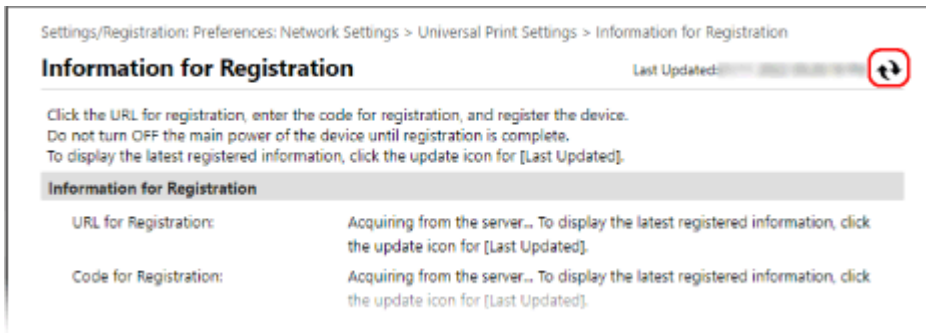 Settings/Registration: Preferences: Network Settings > Universal Print Settings > Information for Registration
Information for Registration
Last Updated:
Click the URL for registration, enter the code for registration, and register the device.
Do not turn OFF the main power of the device until registration is complete.
To display the latest registered information, click the update icon for [Last Updated].
Information for Registration
URL for Registration: Acquiring from the server... To display the latest registered information, click
the update icon for [Last Updated].
Code for Registration: Acquiring from the server... To display the latest registered information, click
the update icon for [Last Updated].